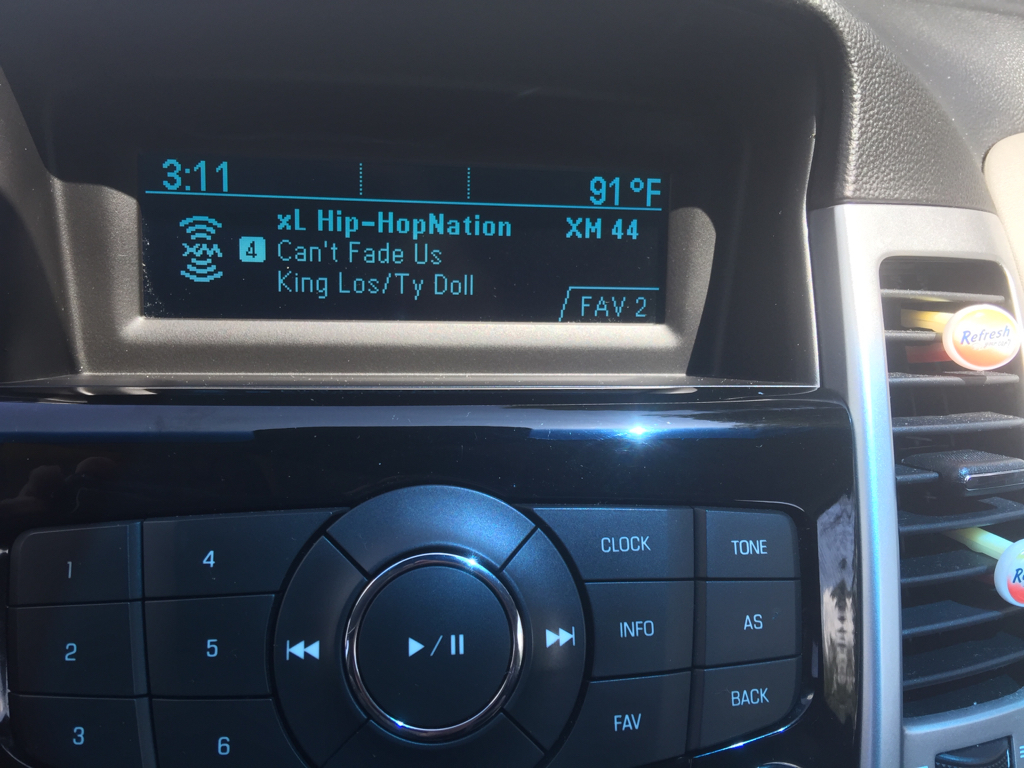 3:11 91 °F
xL Hip-HopNation XM 44
XM 4 Can't Fade Us
King Los/Ty Doll
FAV 2
1 4 CLOCK TONE
2 5 INFO AS
3 6 FAV BACK
Refresh